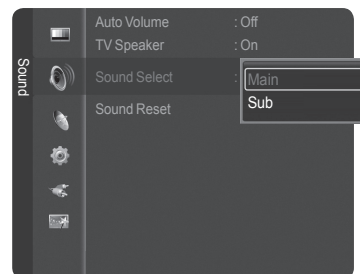 Sound
Auto Volume : Off
TV Speaker : On
Sound Select :
Main
Sub
Sound Reset